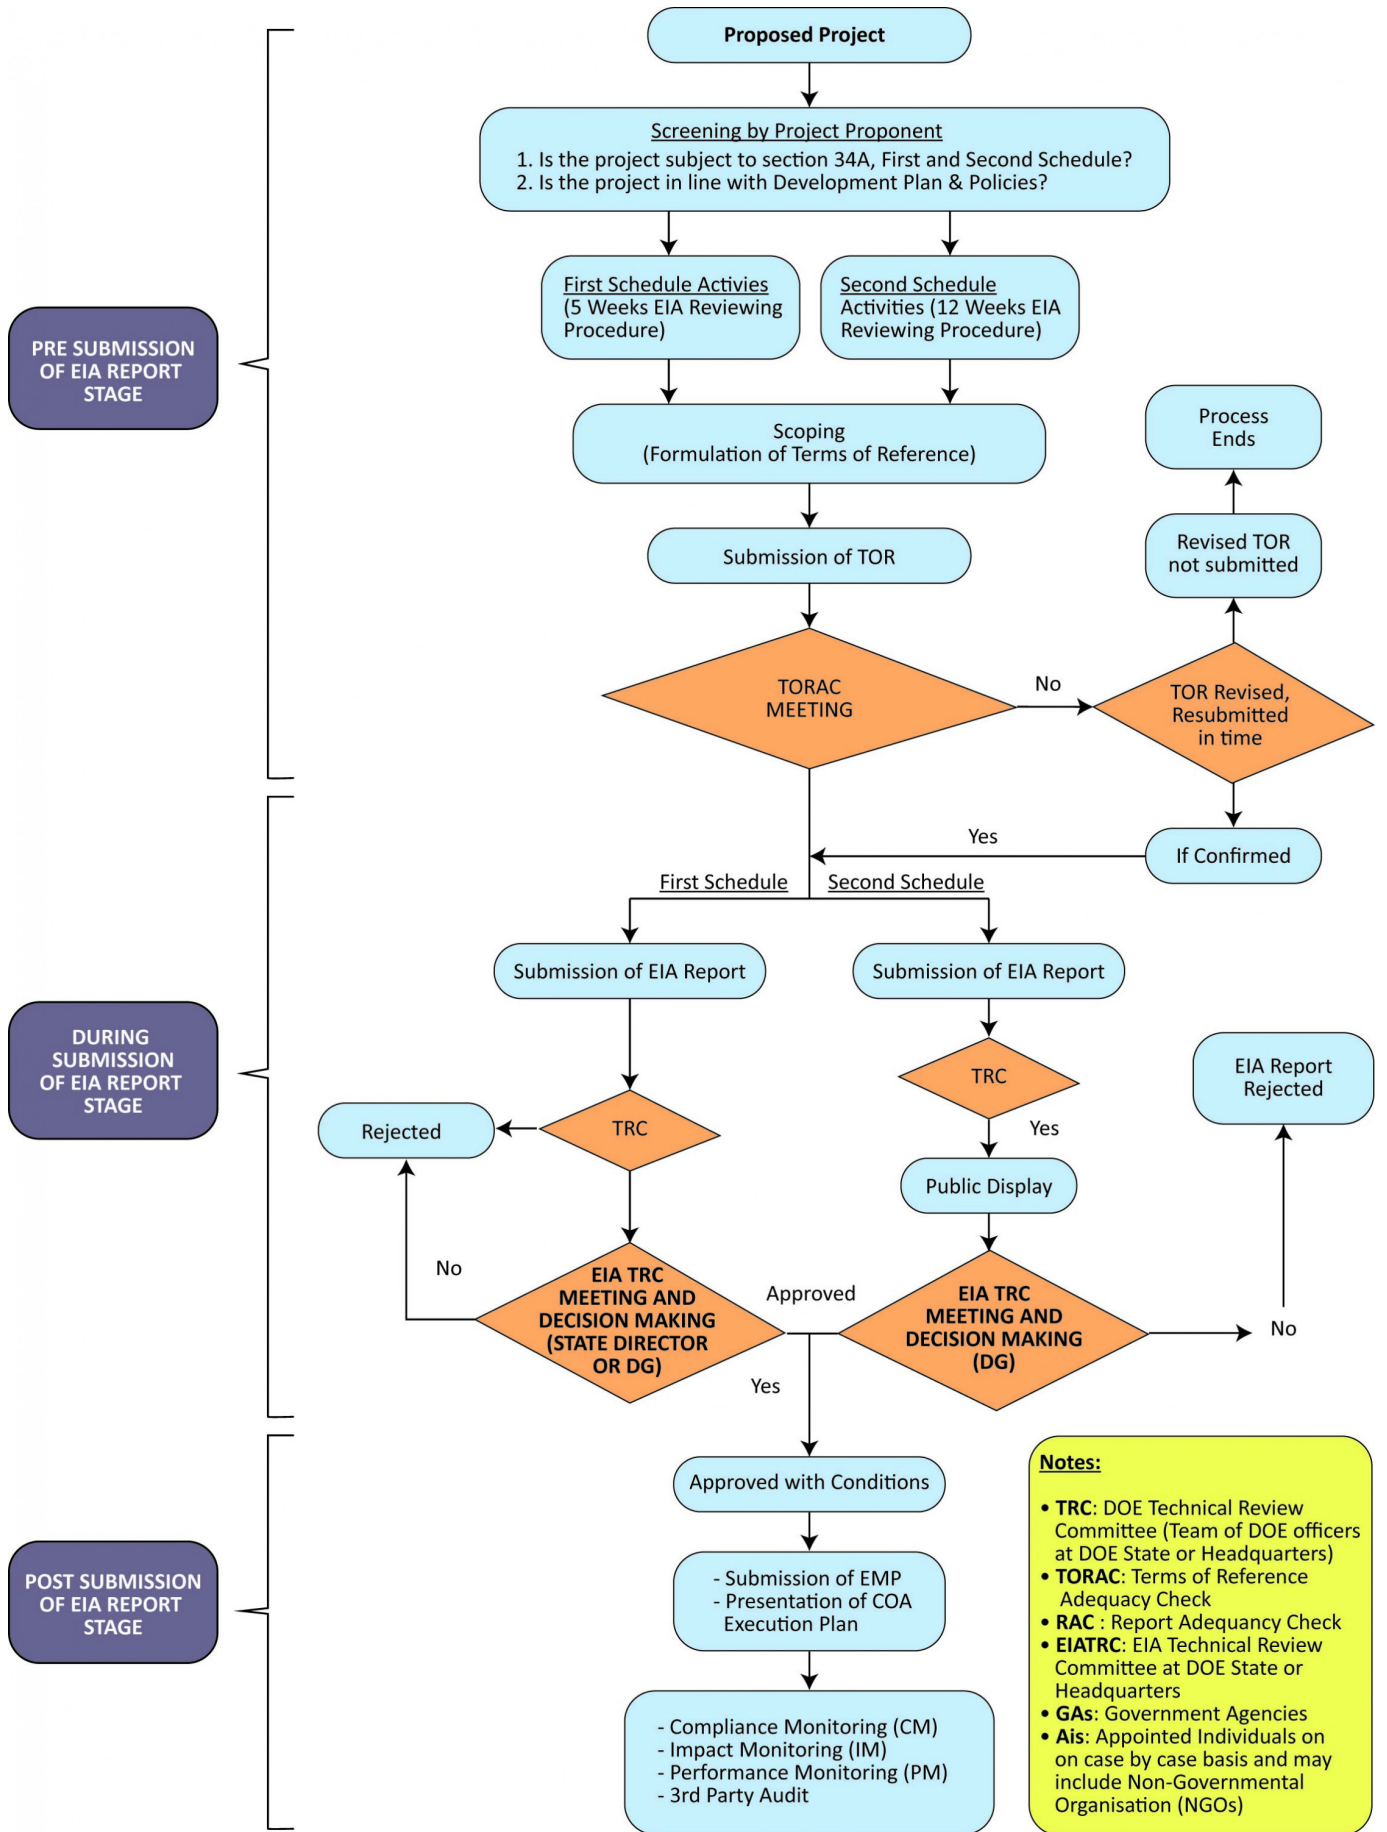 Proposed Project
Screening by Project Proponent
1. Is the project subject to section 34A, First and Second Schedule?
2. Is the project in line with Development Plan & Policies?
First Schedule Activies
(5 Weeks EIA Reviewing
Procedure)
Second Schedule
Activities (12 Weeks EIA
Reviewing Procedure)
PRE SUBMISSION
OF EIA REPORT
STAGE
Scoping
(Formulation of Terms of Reference)
Process
Ends
Submission of TOR
Revised TOR
not submitted
TORAC
MEETING
No
TOR Revised,
Resubmitted
in time
Yes
If Confirmed
First Schedule
Second Schedule
Submission of EIA Report
Submission of EIA Report
DURING
SUBMISSION
OF EIA REPORT
STAGE
TRC
EIA Report
Rejected
Rejected
TRC
Yes
Public Display
No
EIA TRC
MEETING AND
DECISION MAKING
(STATE DIRECTOR
OR DG)
Approved
EIA TRC
MEETING AND
DECISION MAKING
(DG)
No
Yes
Approved with Conditions
- Submission of EMP
- Presentation of COA
Execution Plan
POST SUBMISSION
OF EIA REPORT
STAGE
- Compliance Monitoring (CM)
- Impact Monitoring (IM)
- Performance Monitoring (PM)
- 3rd Party Audit
Notes:
• TRC: DOE Technical Review
Committee (Team of DOE officers
at DOE State or Headquarters)
• TORAC: Terms of Reference
Adequacy Check
• RAC : Report Adequancy Check
• EIATRC: EIA Technical Review
Committee at DOE State or
Headquarters
• GAs: Government Agencies
• Ais: Appointed Individuals on
on case by case basis and may
include Non-Governmental
Organisation (NGOs)